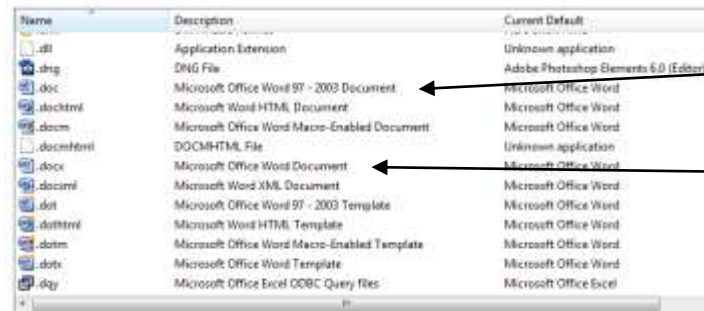 Name Description Current Default
.dll Application Extension Unknown application
.dng DNG File Adobe Photoshop Elements 6.0 (Editor)
.doc Microsoft Office Word 97 - 2003 Document Microsoft Office Word
.dochtml Microsoft Word HTML Document Microsoft Office Word
.docm Microsoft Office Word Macro-Enabled Document Microsoft Office Word
.docmhtml DOCMHTML File Unknown application
.docx Microsoft Office Word Document Microsoft Office Word
.docxml Microsoft Word XML Document Microsoft Office Word
.dot Microsoft Office Word 97 - 2003 Template Microsoft Office Word
.dothtml Microsoft Word HTML Template Microsoft Office Word
.dotm Microsoft Office Word Macro-Enabled Template Microsoft Office Word
.dotx Microsoft Office Word Template Microsoft Office Word
.dqy Microsoft Office Excel ODBC Query files Microsoft Office Excel